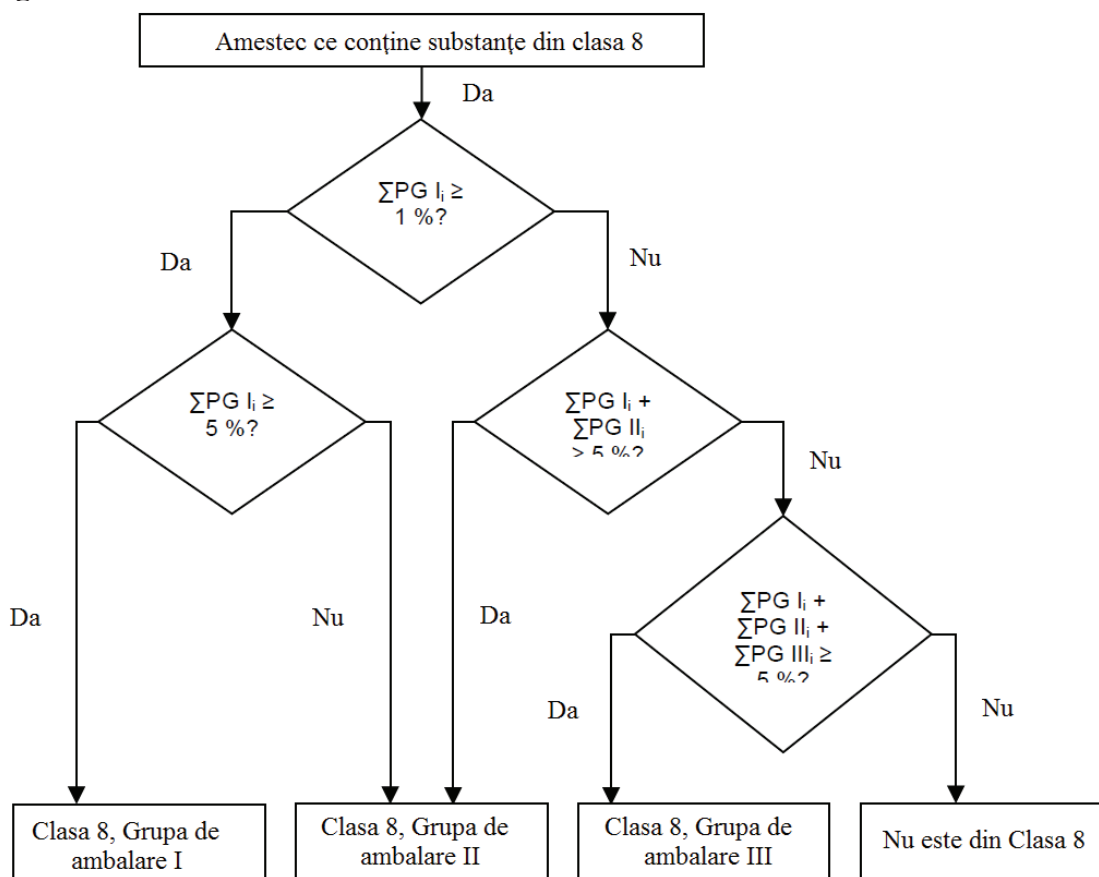 Amestec ce conţine substanţe din clasa 8
Da
∑PG Iᵢ ≥
1 %?
Da
Nu
∑PG Iᵢ ≥
5 %?
∑PG Iᵢ +
∑PG IIᵢ
5 %?
Nu
Da
Nu
Da
∑PG Iᵢ +
∑PG IIᵢ +
∑PG IIIᵢ ≥
5 %?
Da
Nu
Clasa 8, Grupa de
ambalare I
Clasa 8, Grupa de
ambalare II
Clasa 8, Grupa de
ambalare III
Nu este din Clasa 8